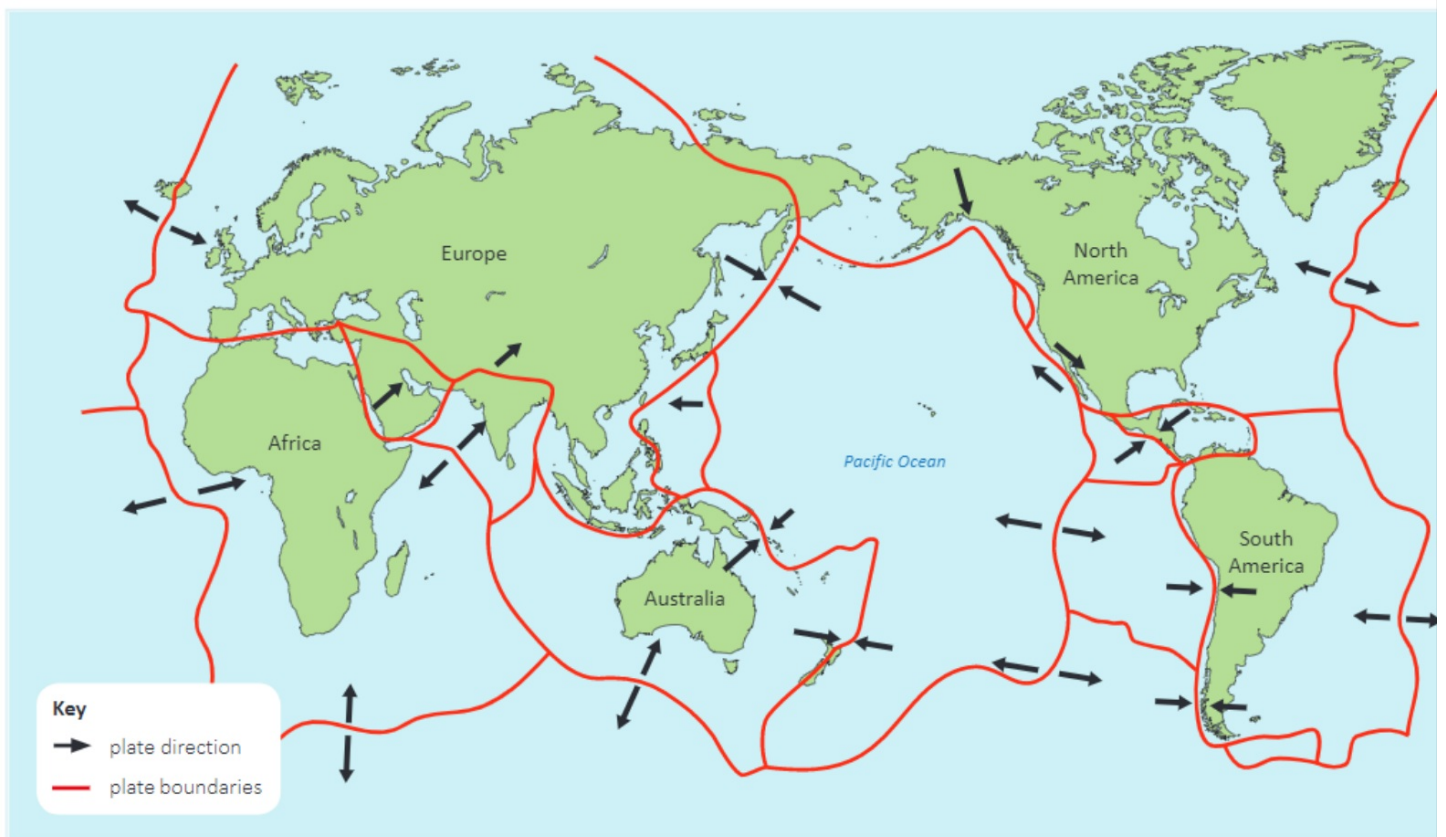 Europe
North
America
Africa
Pacific Ocean
South
America
Australia
Key
plate direction
plate boundaries